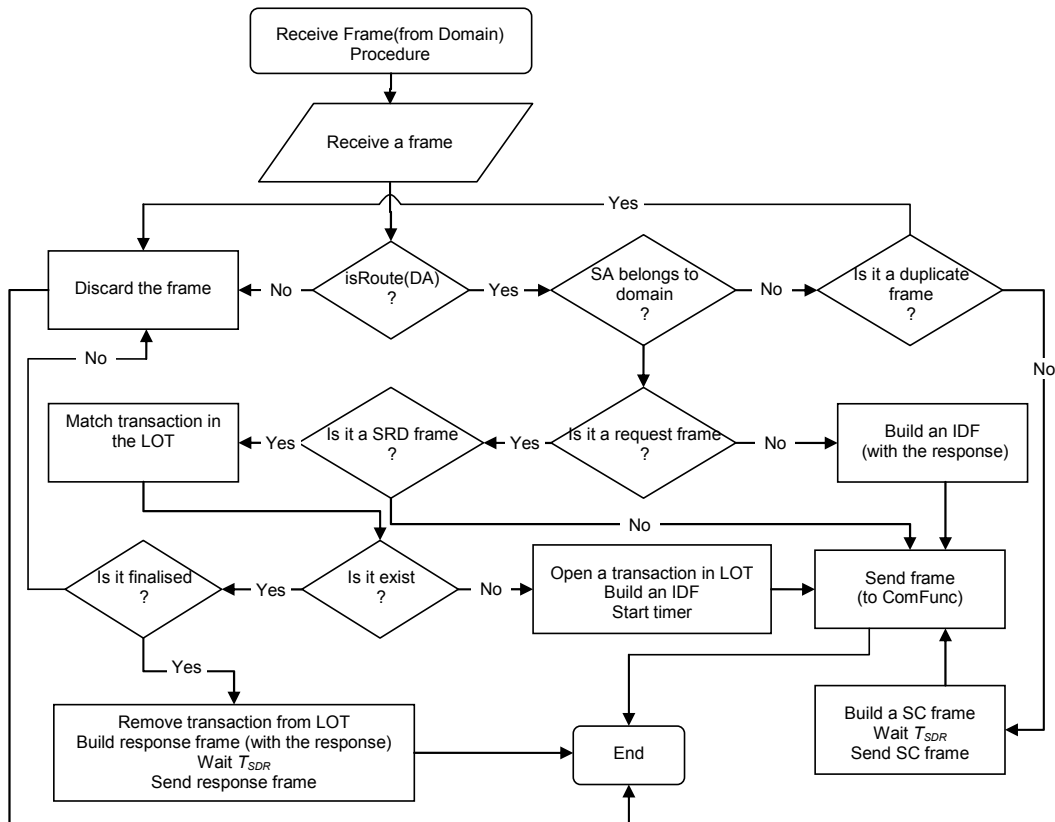 Receive Frame(from Domain)
Procedure
Receive a frame
Yes
Discard the frame
No
isRoute(DA)
?
Yes
SA belongs to
domain
?
No
Is it a duplicate
frame
?
No
No
Match transaction in
the LOT
Yes
Is it a SRD frame
?
Yes
Is it a request frame
?
No
Build an IDF
(with the response)
No
Is it finalised
?
Yes
Is it exist
?
No
Open a transaction in LOT
Build an IDF
Start timer
Send frame
(to ComFunc)
Yes
Remove transaction from LOT
Build response frame (with the response)
Wait TSDR
Send response frame
End
Build a SC frame
Wait TSDR
Send SC frame